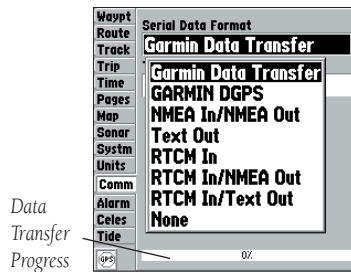 Waypt
Route
Track
Trip
Time
Pages
Map
Sonar
Systm
Units
Comm
Alarm
Celes
Tide
GPS
Serial Data Format
Garmin Data Transfer
Garmin Data Transfer
GARMIN DGPS
NMEA In/NMEA Out
Text Out
RTCM In
RTCM In/NMEA Out
RTCM In/Text Out
None
0%
Data
Transfer
Progress